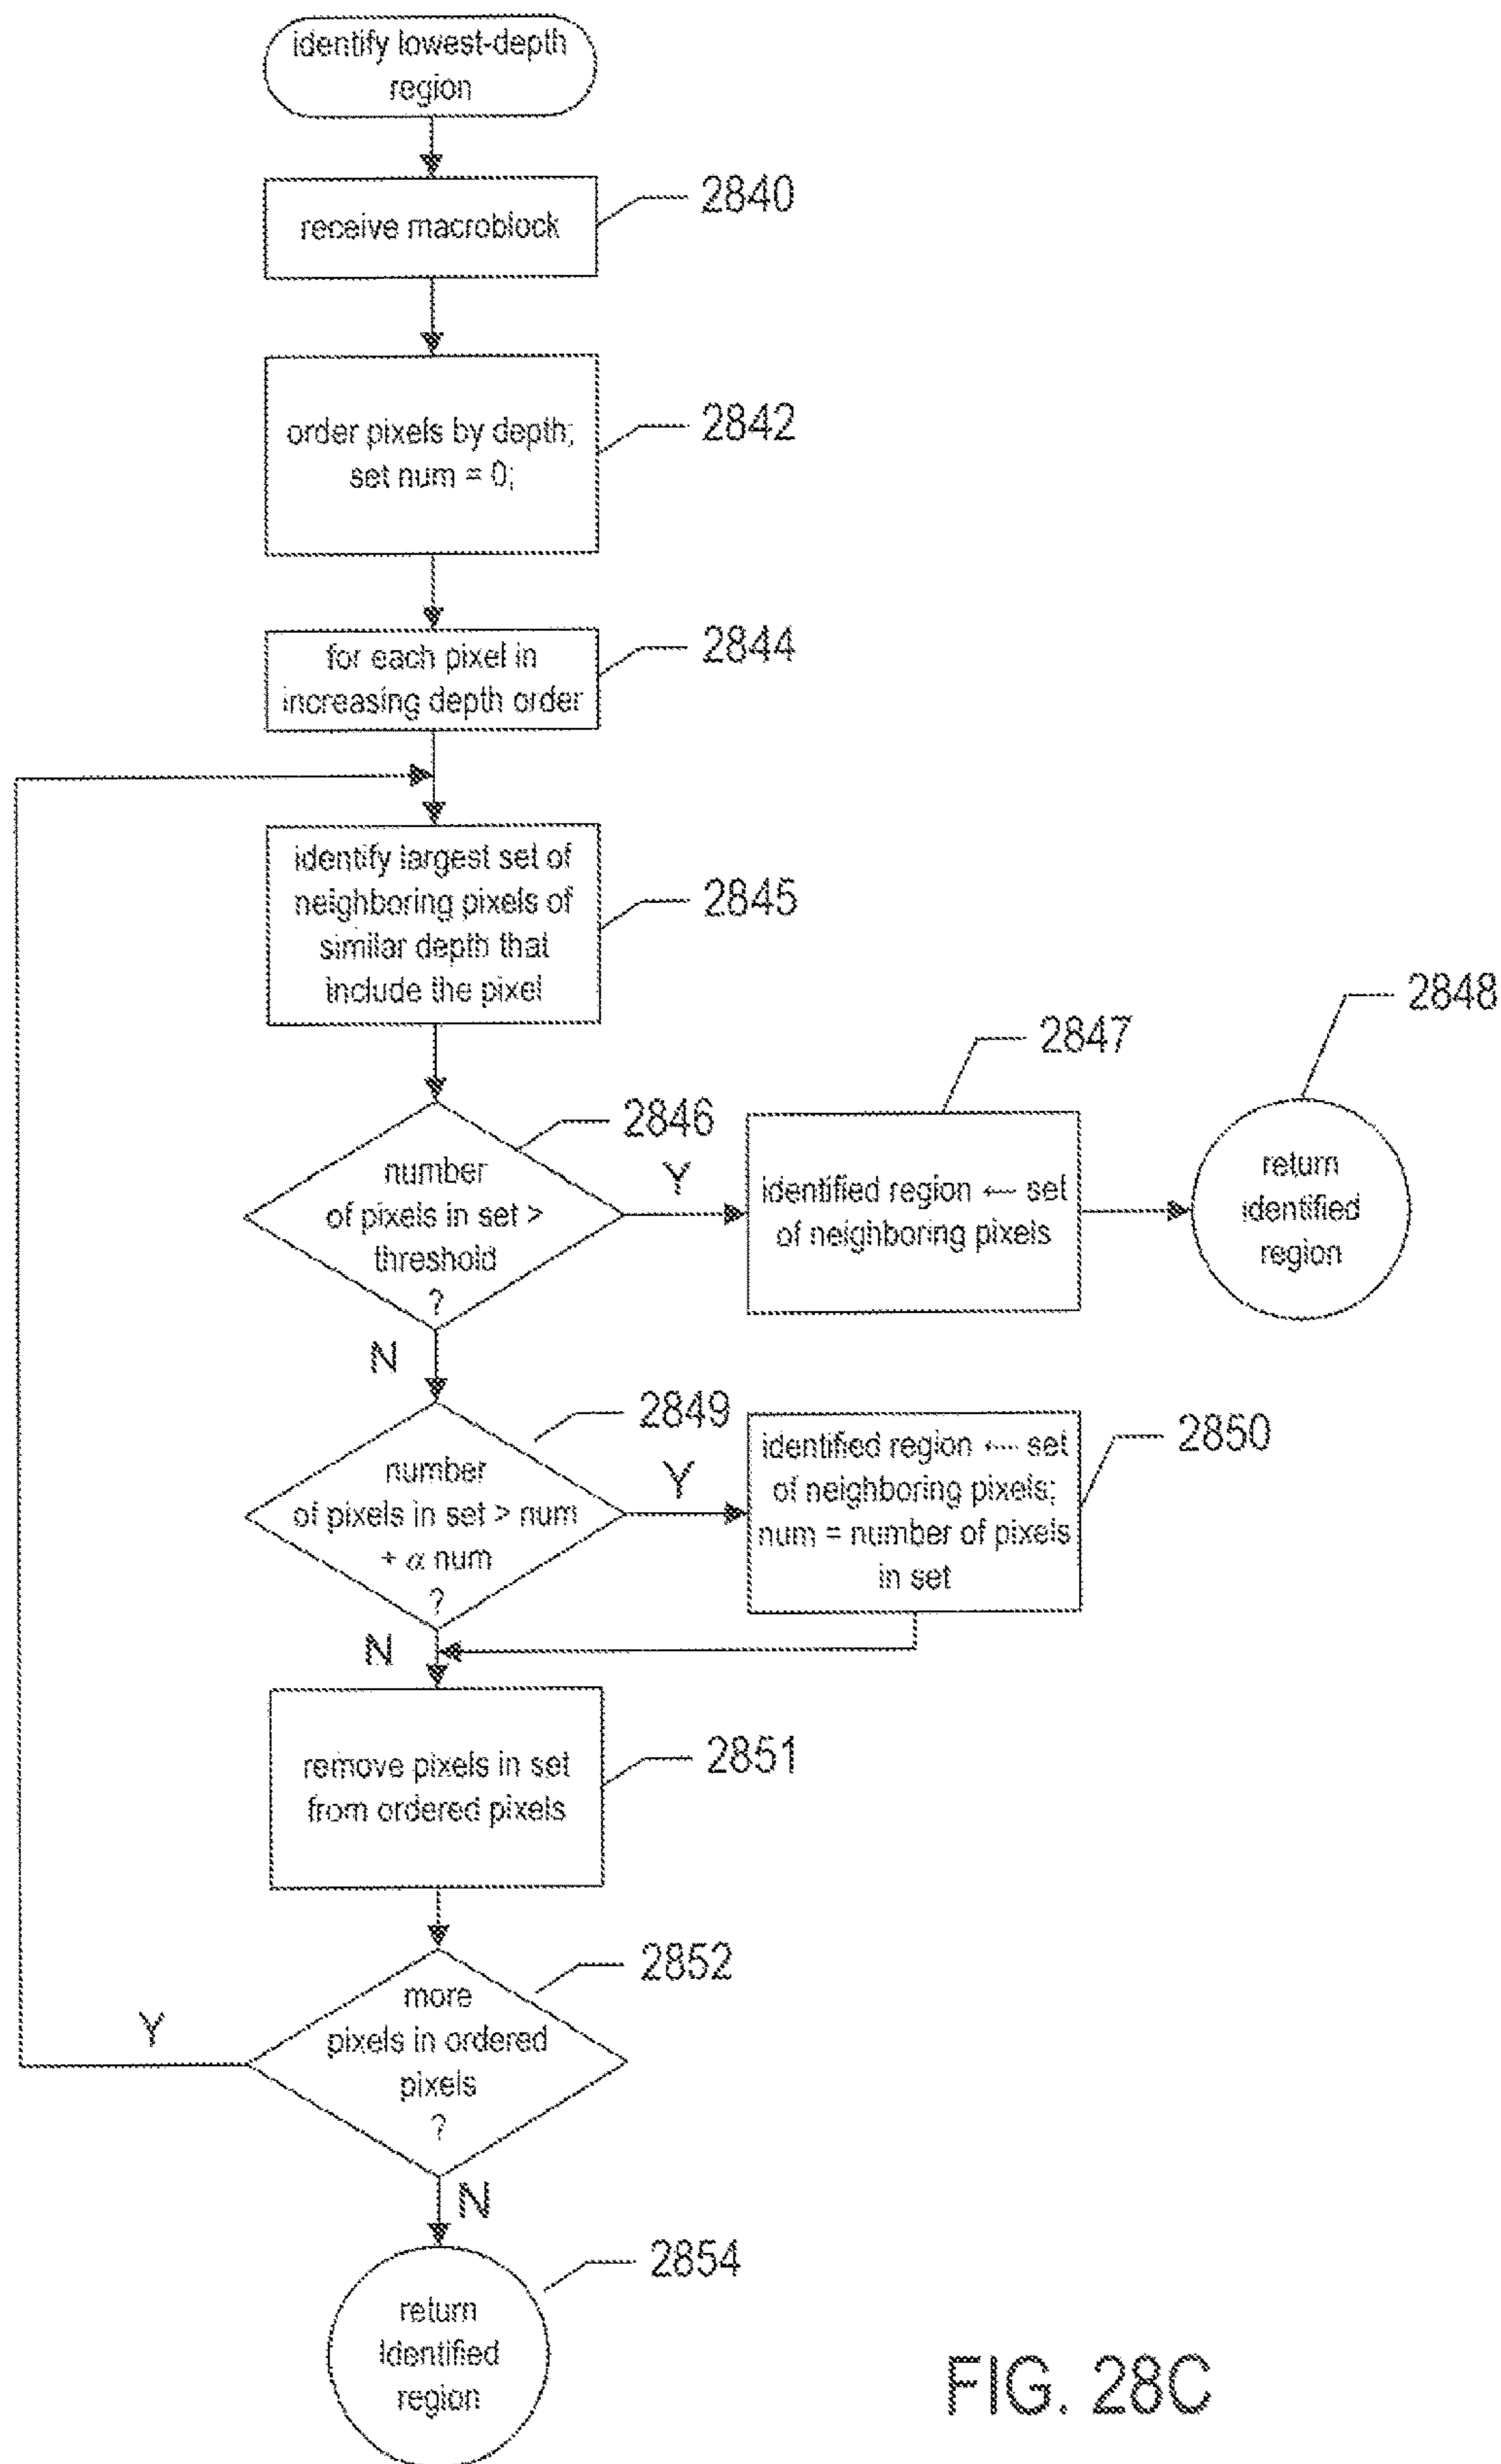 identify lowest-depth
region
2840
receive macroblock
2842
order pixels by depth;
set num = 0;
2844
for each pixel in
increasing depth order
identify largest set of
neighboring pixels of
similar depth that
include the pixel
2845
2848
2847
2846
number
of pixels in set >
threshold
?
Y
identified region ← set
of neighboring pixels
return
identified
region
N
2849
number
of pixels in set > num
+ α num
?
Y
identified region ← set
of neighboring pixels;
num = number of pixels
in set
2850
N
remove pixels in set
from ordered pixels
2851
2852
more
pixels in ordered
pixels
?
Y
N
2854
return
identified
region
FIG. 28C